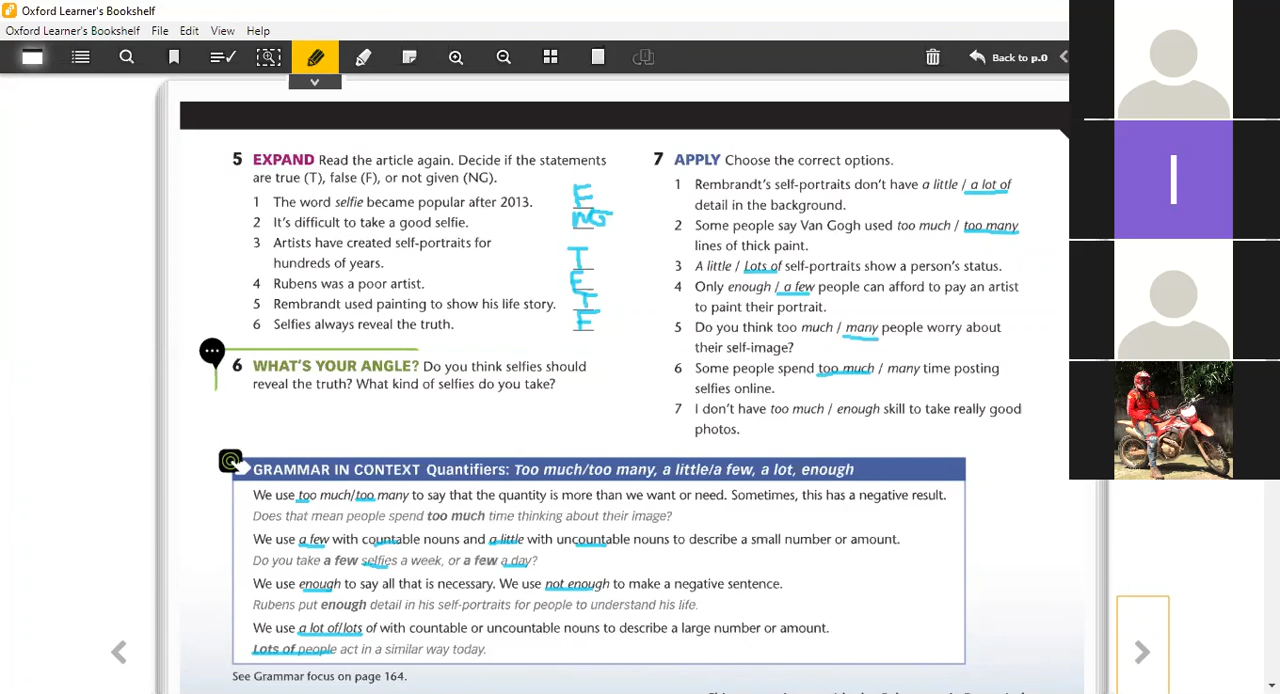 Oxford Learner's Bookshelf
Oxford Learner's Bookshelf File Edit View Help
Back to p.0
5 EXPAND Read the article again. Decide if the statements
are true (T), false (F), or not given (NG).
1 The word selfie became popular after 2013. F
2 It's difficult to take a good selfie. NG
3 Artists have created self-portraits for
hundreds of years. T
4 Rubens was a poor artist. F
5 Rembrandt used painting to show his life story. T
6 Selfies always reveal the truth. F
6 WHAT'S YOUR ANGLE? Do you think selfies should
reveal the truth? What kind of selfies do you take?
7 APPLY Choose the correct options.
1 Rembrandt's self-portraits don't have a little / a lot of
detail in the background.
2 Some people say Van Gogh used too much / too many
lines of thick paint.
3 A little / Lots of self-portraits show a person's status.
4 Only enough / a few people can afford to pay an artist
to paint their portrait.
5 Do you think too much / many people worry about
their self-image?
6 Some people spend too much / many time posting
selfies online.
7 I don't have too much / enough skill to take really good
photos.
I
GRAMMAR IN CONTEXT Quantifiers: Too much/too many, a little/a few, a lot, enough
We use too much/too many to say that the quantity is more than we want or need. Sometimes, this has a negative result.
Does that mean people spend too much time thinking about their image?
We use a few with countable nouns and a little with uncountable nouns to describe a small number or amount.
Do you take a few selfies a week, or a few a day?
We use enough to say all that is necessary. We use not enough to make a negative sentence.
Rubens put enough detail in his self-portraits for people to understand his life.
We use a lot of/lots of with countable or uncountable nouns to describe a large number or amount.
Lots of people act in a similar way today.
See Grammar focus on page 164.